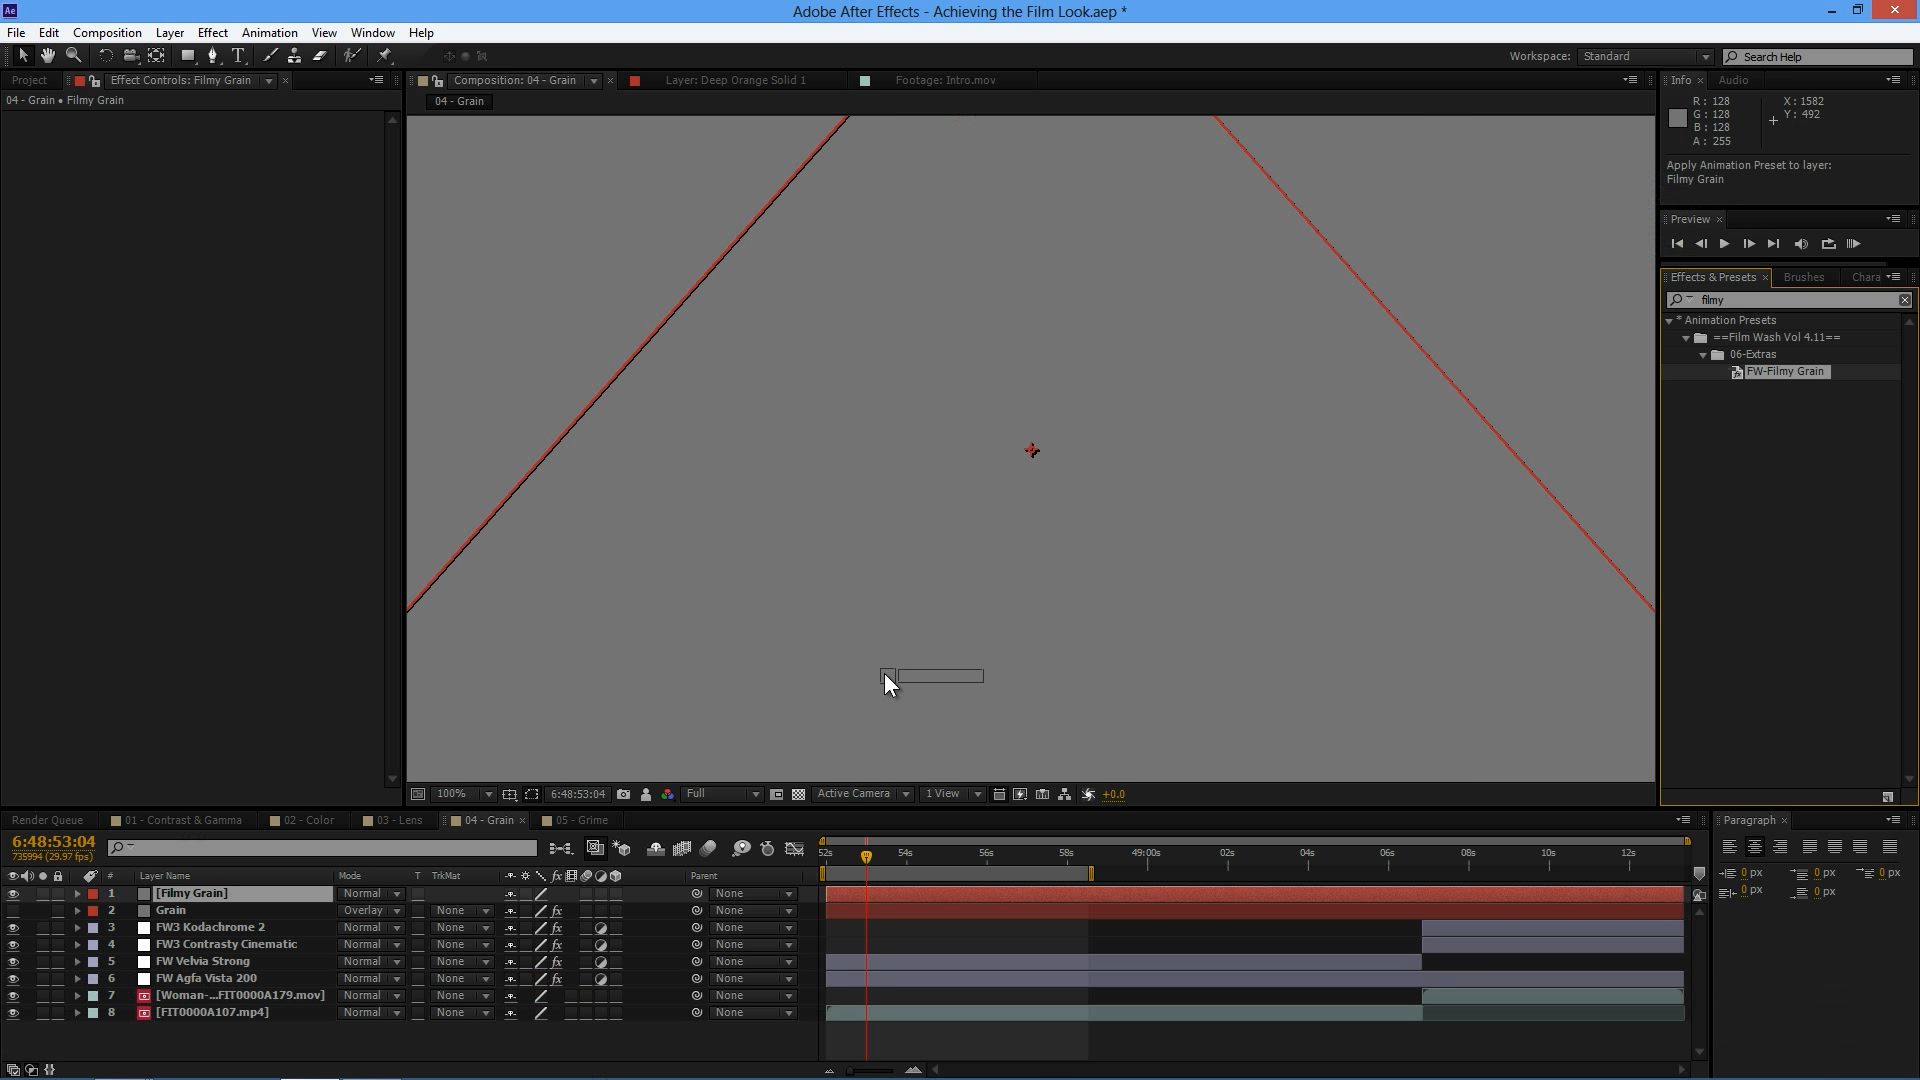 Ae
Adobe After Effects - Achieving the Film Look.aep *
File Edit Composition Layer Effect Animation View Window Help
Workspace: Standard
Search Help
Project
Effect Controls: Filmy Grain
04 - Grain • Filmy Grain
Composition: 04 - Grain
Layer: Deep Orange Solid 1
Footage: Intro.mov
04 - Grain
Info
Audio
R: 128
G: 128
B: 128
A: 255
X: 1582
Y: 492
Apply Animation Preset to layer:
Filmy Grain
Preview
Effects & Presets
Brushes
Chara
filmy
* Animation Presets
==Film Wash Vol 4.11==
06-Extras
FW-Filmy Grain
100%
6:48:53:04
Full
Active Camera
1 View
+0.0
Render Queue
01 - Contrast & Gamma
02 - Color
03 - Lens
04 - Grain
05 - Grime
Paragraph
6:48:53:04
735994 (29.97 fps)
52s 54s 56s 58s 49:00s 02s 04s 06s 08s 10s 12s
# Layer Name Mode T TrkMat fx Parent
1 [Filmy Grain] Normal None
2 Grain Overlay None fx None
3 FW3 Kodachrome 2 Normal None fx None
4 FW3 Contrasty Cinematic Normal None fx None
5 FW Velvia Strong Normal None fx None
6 FW Agfa Vista 200 Normal None fx None
7 [Woman-...FIT0000A179.mov] Normal None None
8 [FIT0000A107.mp4] Normal None None
0 px 0 px 0 px
0 px 0 px